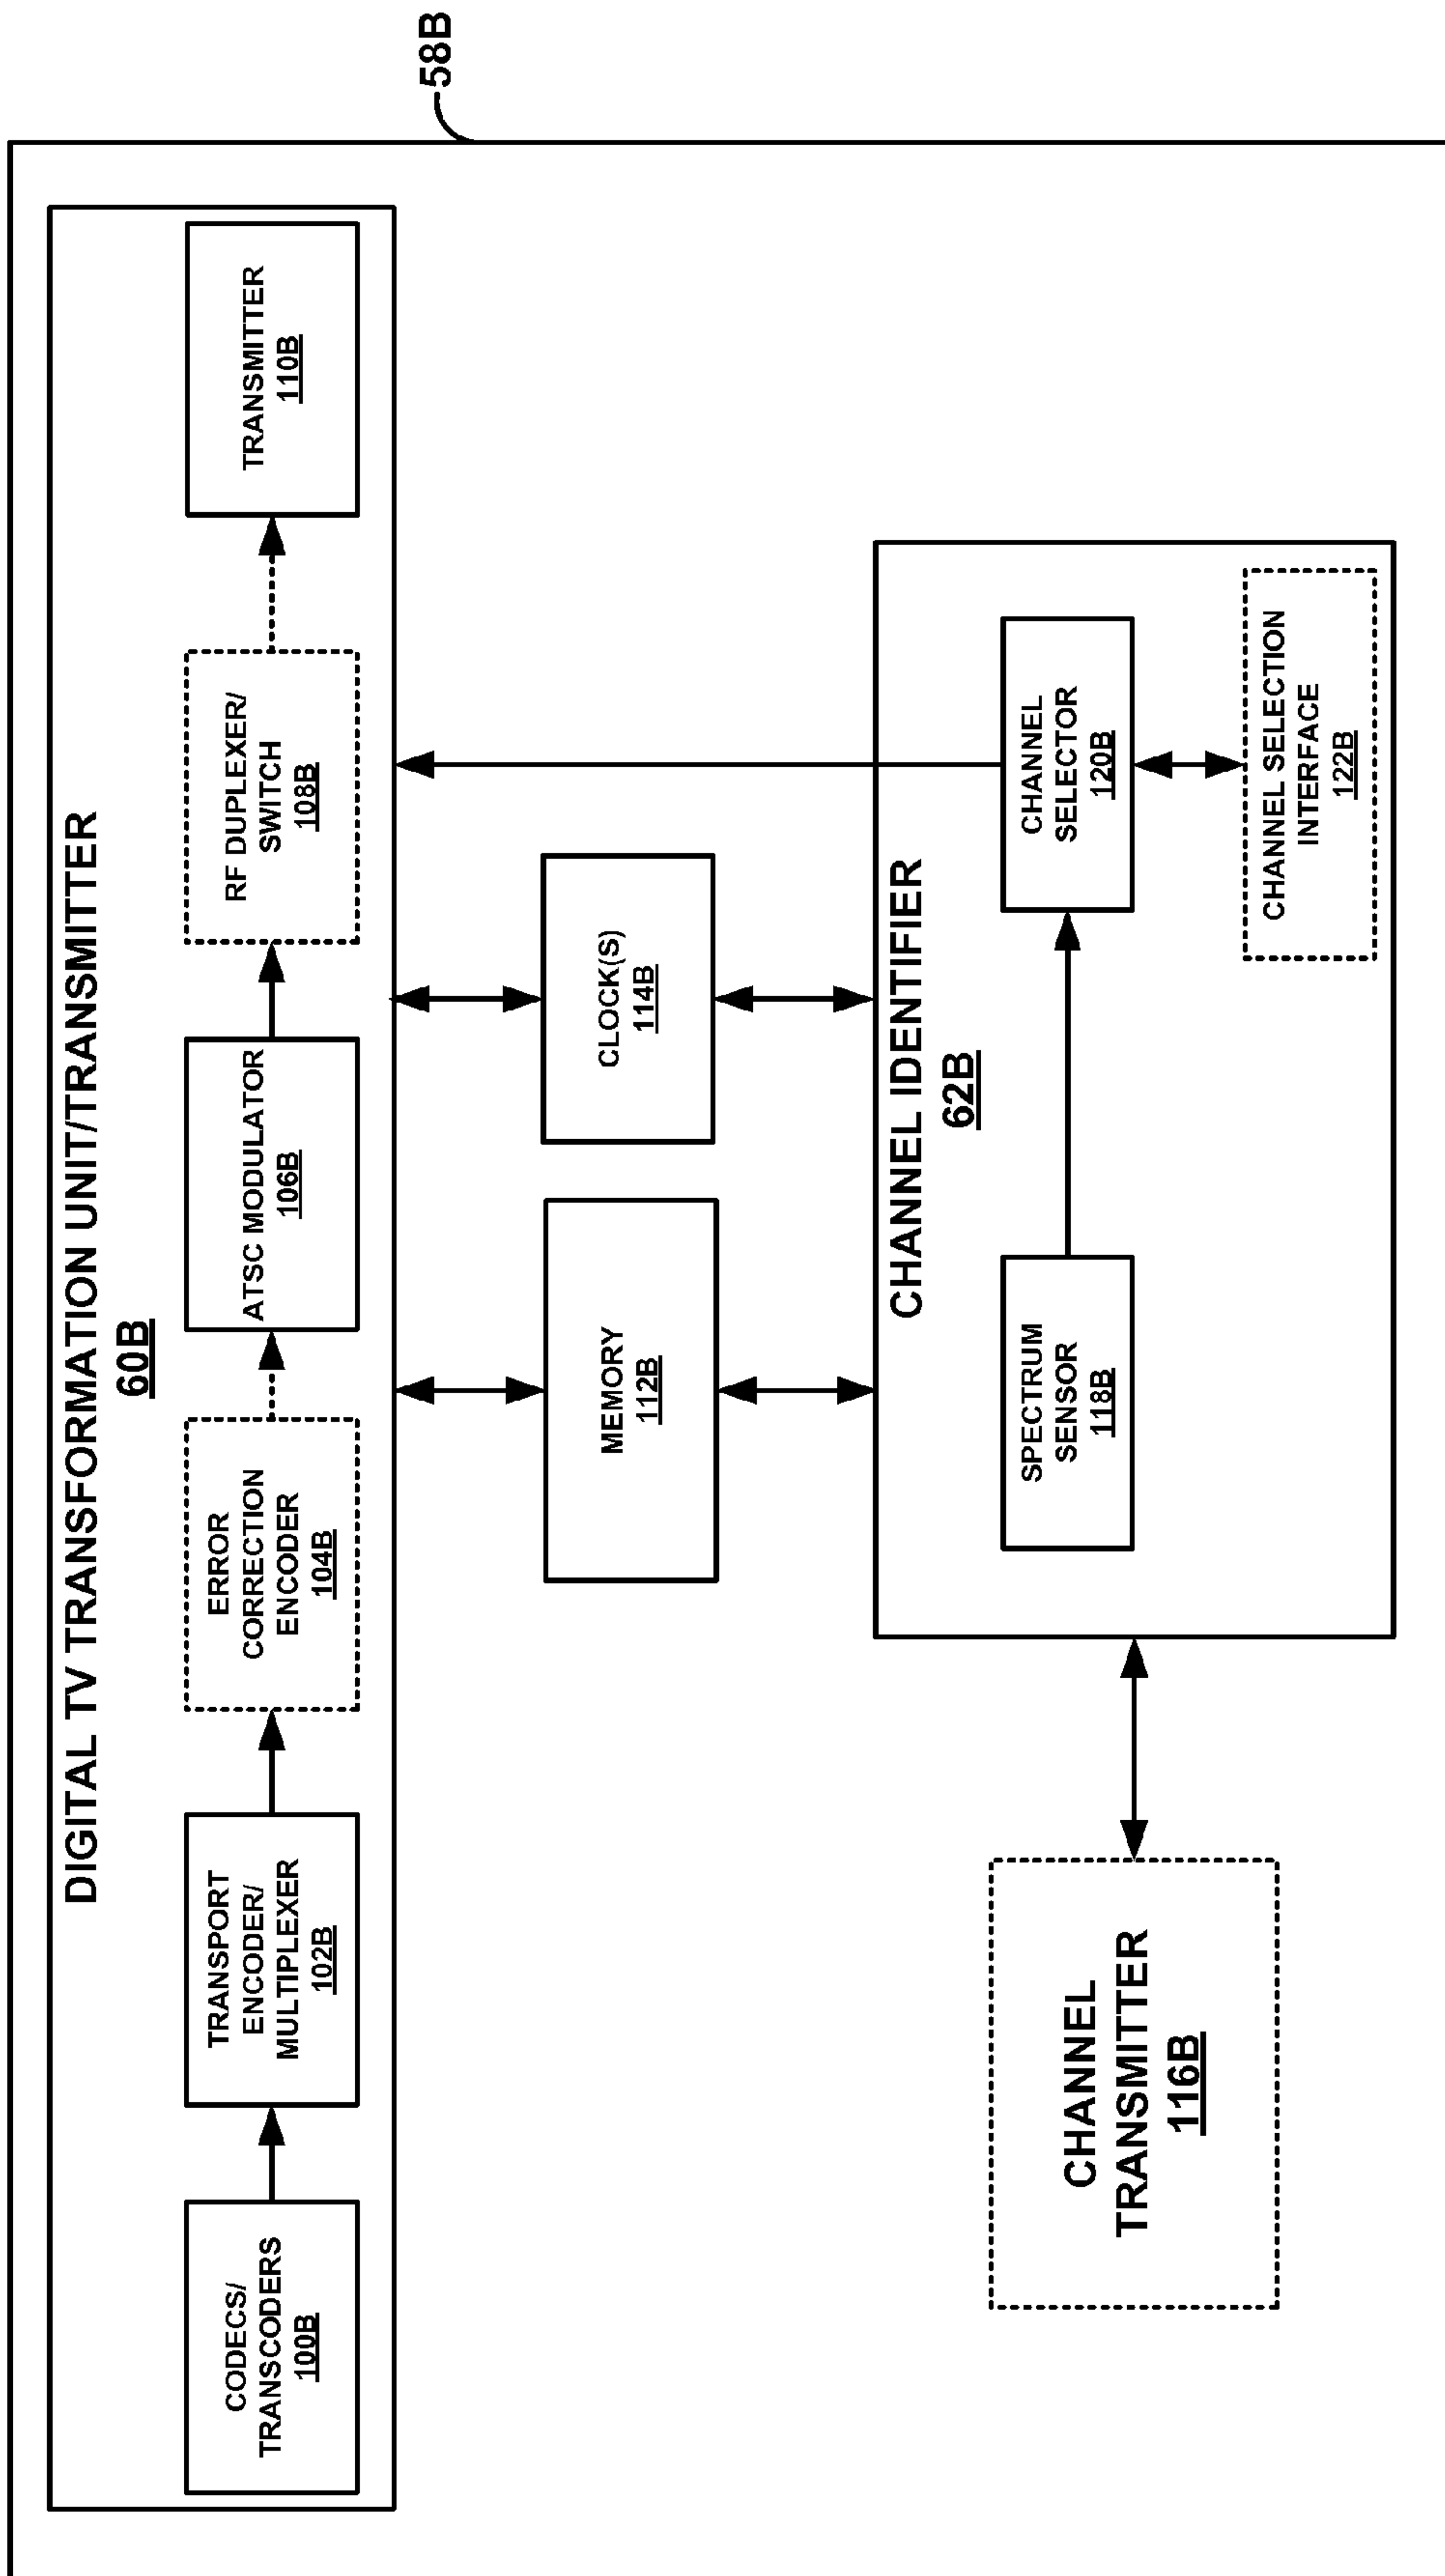 58B
DIGITAL TV TRANSFORMATION UNIT/TRANSMITTER
60B
CODECS/
TRANSCODERS
100B
TRANSPORT
ENCODER/
MULTIPLEXER
102B
ERROR
CORRECTION
ENCODER
104B
ATSC MODULATOR
106B
RF DUPLEXER/
SWITCH
108B
TRANSMITTER
110B
MEMORY
112B
CLOCK(S)
114B
CHANNEL IDENTIFIER
62B
SPECTRUM
SENSOR
118B
CHANNEL
SELECTOR
120B
CHANNEL SELECTION
INTERFACE
122B
CHANNEL
TRANSMITTER
116B